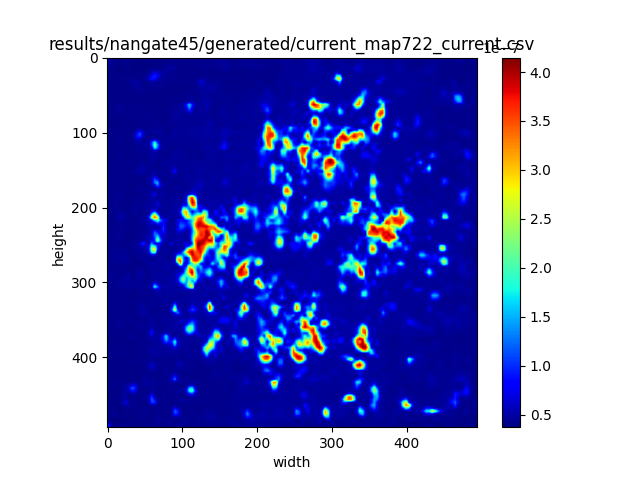 results/nangate45/generated/current_map722_current.csv
1e−7
0
100
200
300
400
height
0 100 200 300 400
width
4.0
3.5
3.0
2.5
2.0
1.5
1.0
0.5